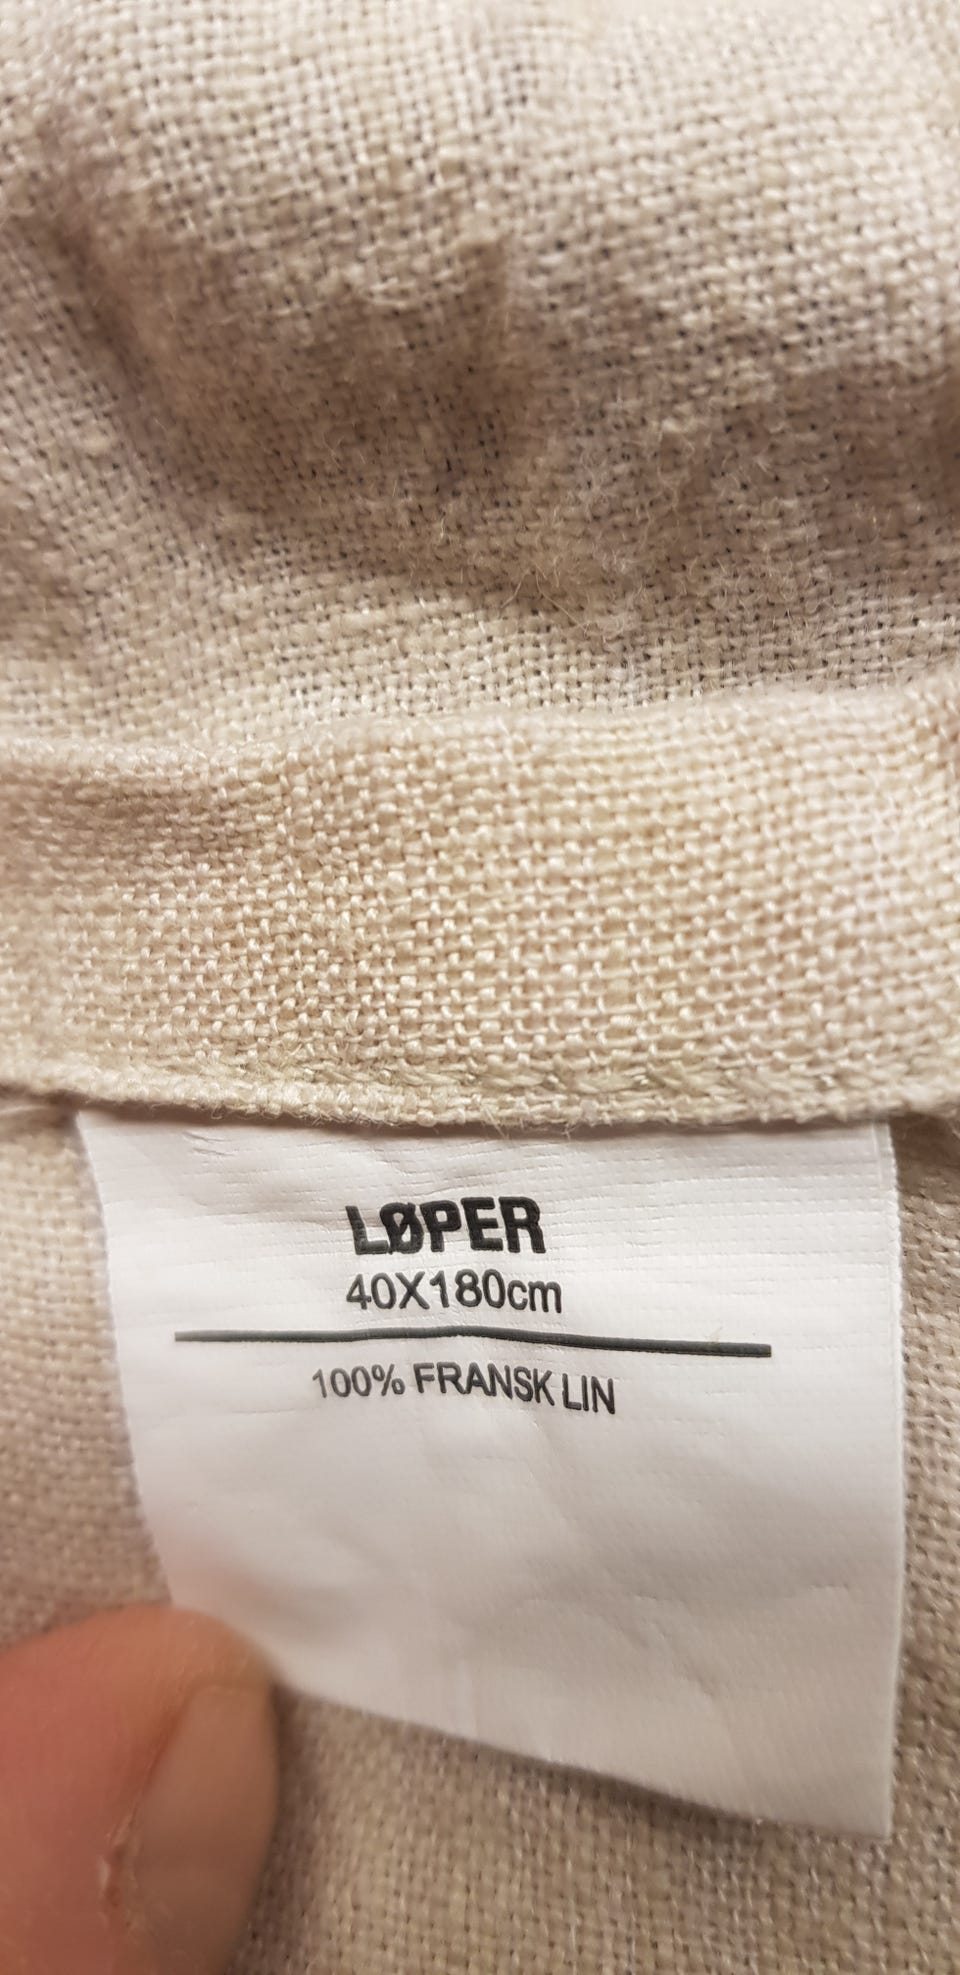 LØPER
40X180cm
100% FRANSK LIN